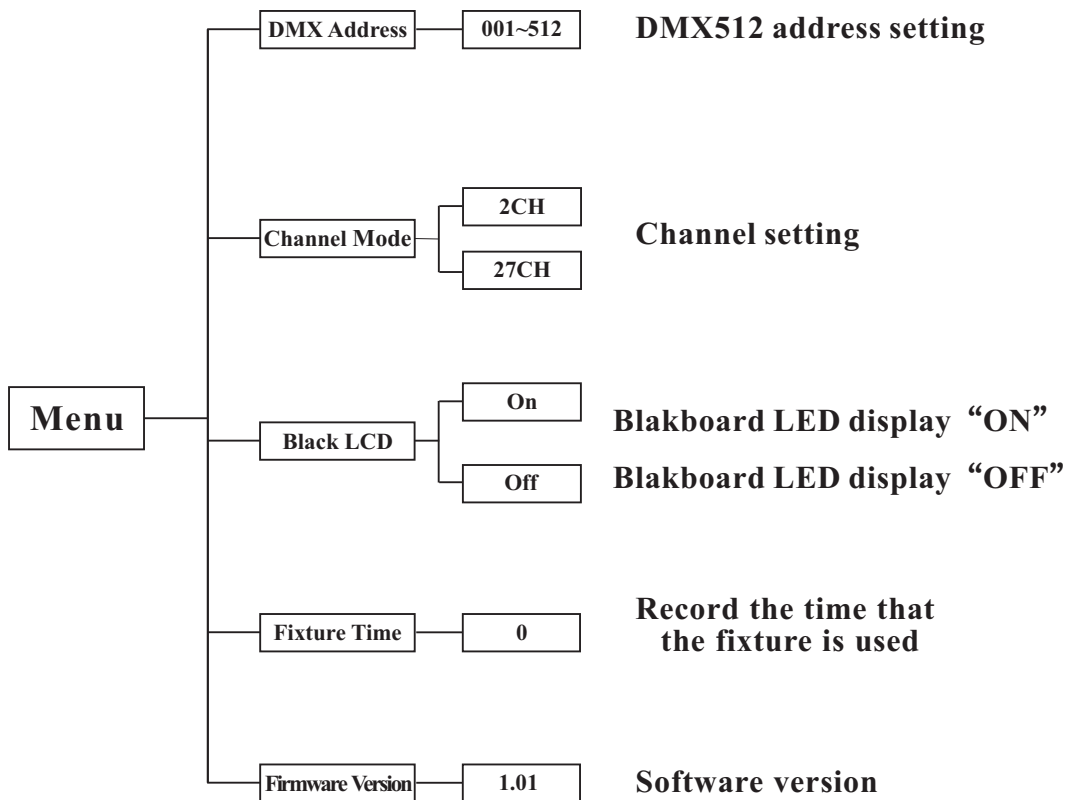 DMX Address
001~512
DMX512 address setting
2CH
Channel Mode
Channel setting
27CH
Menu
On
Blakboard LED display “ON”
Black LCD
Off
Blakboard LED display “OFF”
Fixture Time
0
Record the time that
the fixture is used
Firmware Version
1.01
Software version